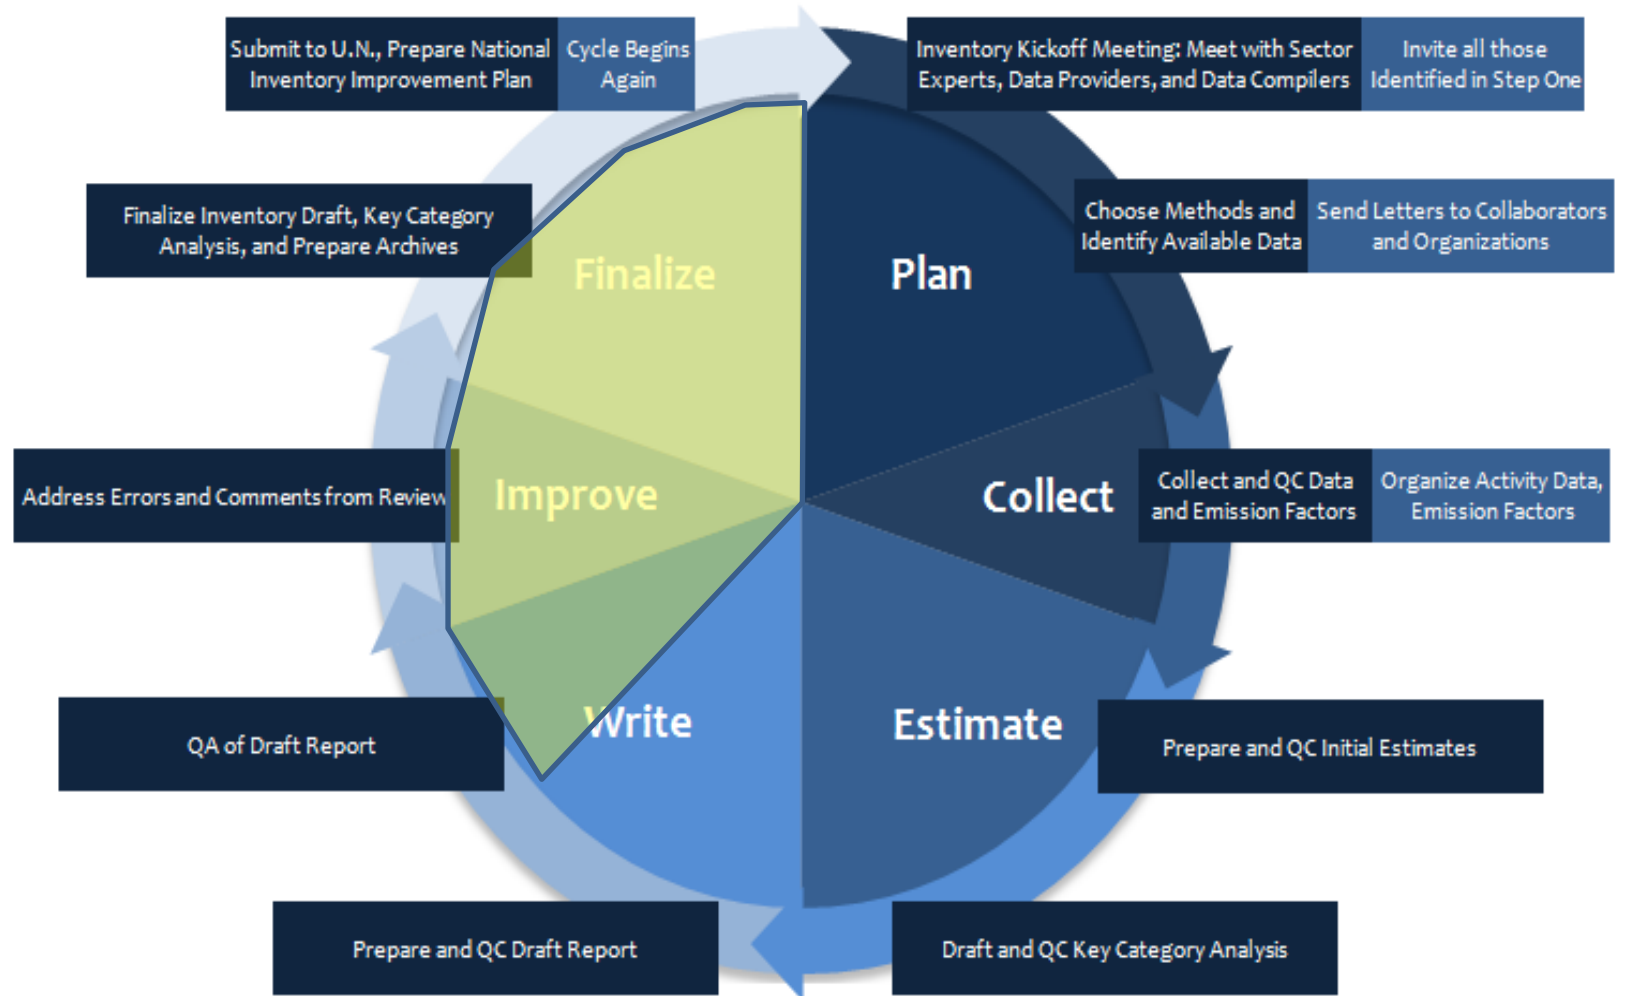 Submit to U.N., Prepare National
Inventory Improvement Plan
Cycle Begins
Again
Inventory Kickoff Meeting: Meet with Sector
Experts, Data Providers, and Data Compilers
Invite all those
Identified in Step One
Finalize Inventory Draft, Key Category
Analysis, and Prepare Archives
Choose Methods and
Identify Available Data
Send Letters to Collaborators
and Organizations
Finalize
Plan
Address Errors and Comments from Review
Improve
Collect
Collect and QC Data
and Emission Factors
Organize Activity Data,
Emission Factors
QA of Draft Report
Write
Estimate
Prepare and QC Initial Estimates
Prepare and QC Draft Report
Draft and QC Key Category Analysis